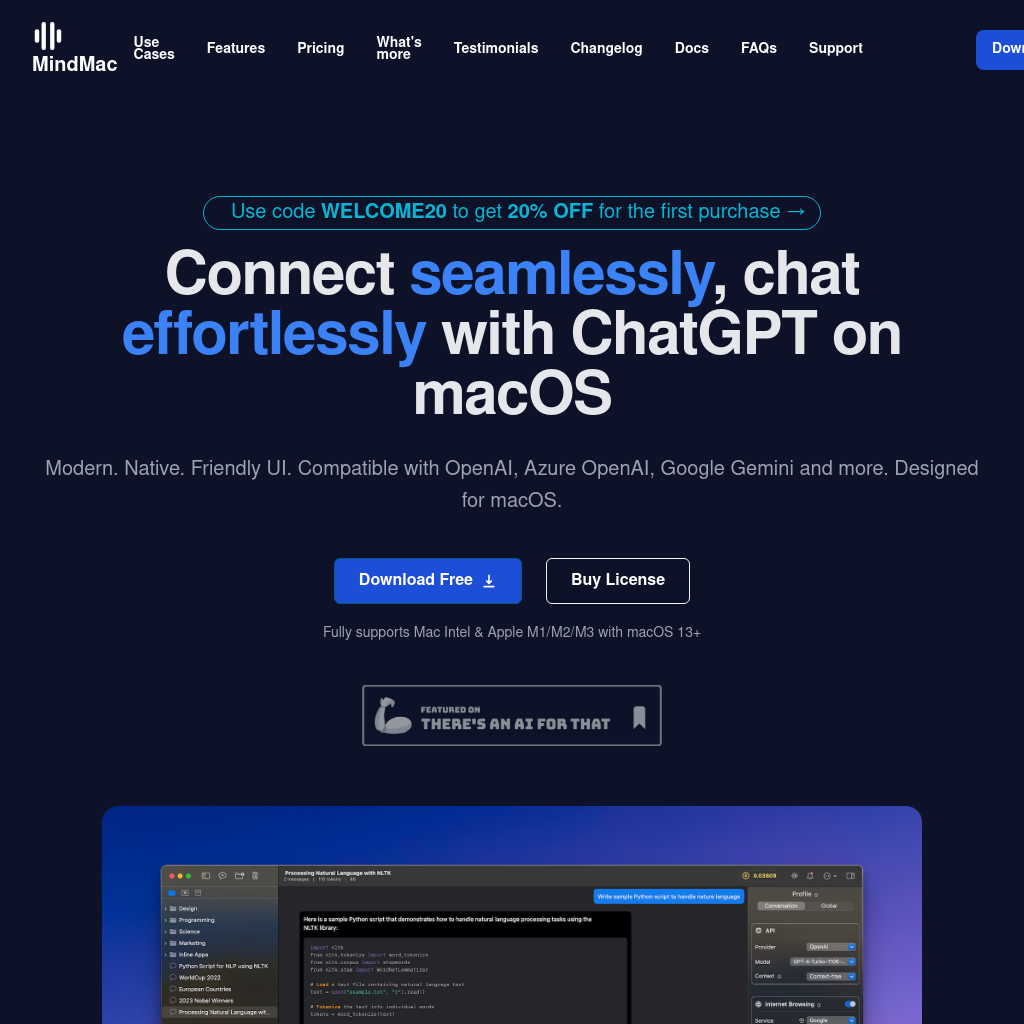 MindMac
Use Cases
Features
Pricing
What's more
Testimonials
Changelog
Docs
FAQs
Support
Use code WELCOME20 to get 20% OFF for the first purchase →
Connect seamlessly, chat
effortlessly with ChatGPT on
macOS
Modern. Native. Friendly UI. Compatible with OpenAI, Azure OpenAI, Google Gemini and more. Designed
for macOS.
Download Free
Buy License
Fully supports Mac Intel & Apple M1/M2/M3 with macOS 13+
FEATURED ON
THERE'S AN AI FOR THAT
Processing Natural Language with NLTK
0.03809
Profile
Conversation
Global
Write sample Python script to handle nature language
Design
Programming
Science
Marketing
Inline Apps
Python Script for NLP using NLTK
WorldCup 2022
European Countries
2023 Nobel Winners
Processing Natural Language wit...
Here is a sample Python script that demonstrates how to handle natural language processing tasks using the
NLTK library:
import nltk
from nltk.tokenize import word_tokenize
from nltk.corpus import stopwords
from nltk.stem import WordNetLemmatizer
# Load a text file containing natural language text
text = open("example.txt", "r").read()
# Tokenize the text into individual words
tokens = word_tokenize(text)
API
Provider
OpenAI
Model
GPT-4-Turbo-1106-...
Context
Context-free
Internet Browsing
Service
Google